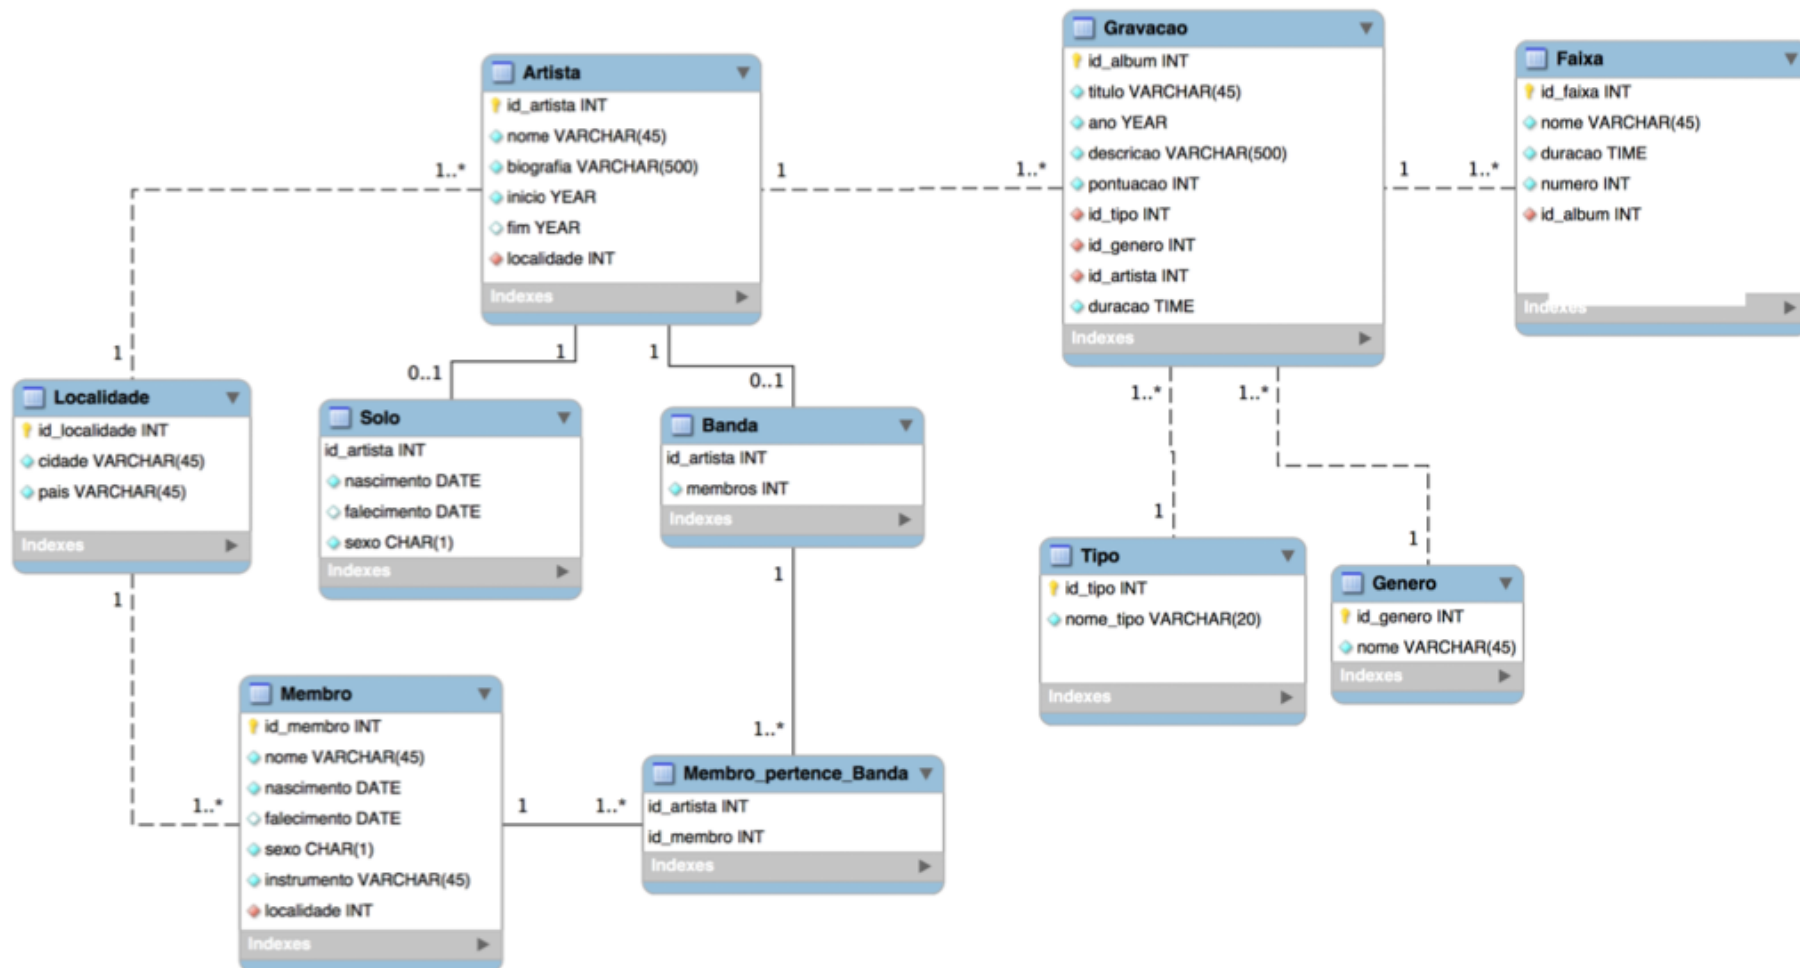 Artista
id_artista INT
nome VARCHAR(45)
biografia VARCHAR(500)
inicio YEAR
fim YEAR
localidade INT
Indexes
Gravacao
id_album INT
titulo VARCHAR(45)
ano YEAR
descricao VARCHAR(500)
pontuacao INT
id_tipo INT
id_genero INT
id_artista INT
duracao TIME
Indexes
Faixa
id_faixa INT
nome VARCHAR(45)
duracao TIME
numero INT
id_album INT
Indexes
1..*
1
1..*
1
1..*
1
1
0..1
1
0..1
1..*
1..*
1
1
Localidade
id_localidade INT
cidade VARCHAR(45)
pais VARCHAR(45)
Indexes
Solo
id_artista INT
nascimento DATE
falecimento DATE
sexo CHAR(1)
Indexes
Banda
id_artista INT
membros INT
Indexes
Tipo
id_tipo INT
nome_tipo VARCHAR(20)
Indexes
Genero
id_genero INT
nome VARCHAR(45)
Indexes
1
1
1..*
1..*
1
1..*
Membro
id_membro INT
nome VARCHAR(45)
nascimento DATE
falecimento DATE
sexo CHAR(1)
instrumento VARCHAR(45)
localidade INT
Indexes
Membro_pertence_Banda
id_artista INT
id_membro INT
Indexes